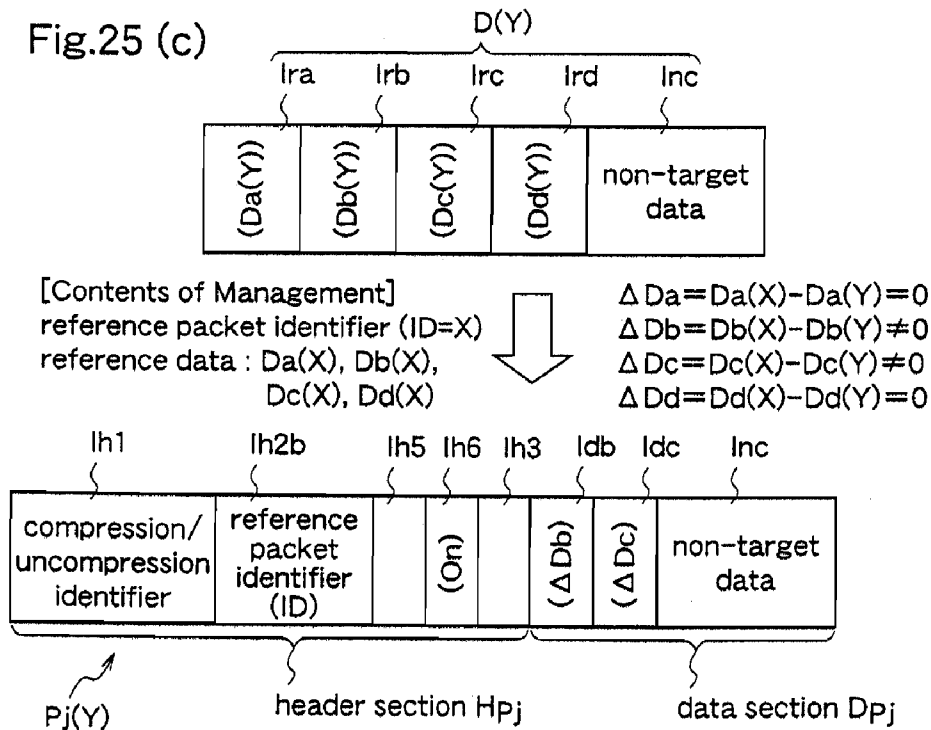 Fig.25 (c)
D(Y)
Ira Irb Irc Ird Inc
(Da(Y)) (Db(Y)) (Dc(Y)) (Dd(Y)) non-target
data
[Contents of Management]
reference packet identifier (ID=X)
reference data : Da(X), Db(X),
Dc(X), Dd(X)
ΔDa=Da(X)-Da(Y)=0
ΔDb=Db(X)-Db(Y)≠0
ΔDc=Dc(X)-Dc(Y)≠0
ΔDd=Dd(X)-Dd(Y)=0
Ih1 Ih2b Ih5 Ih6 Ih3 Idb Idc Inc
compression/
uncompression
identifier
reference
packet
identifier
(ID)
(On)
(ΔDb)
(ΔDc)
non-target
data
Pj(Y)
header section HPj
data section DPj